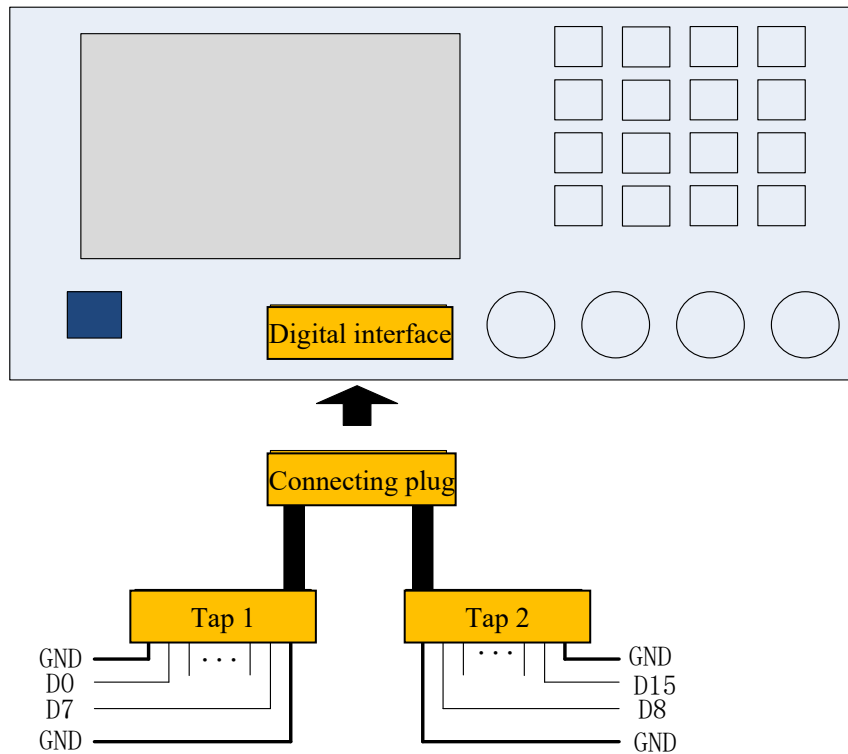 Digital interface
Connecting plug
Tap 1
Tap 2
GND
...
...
GND
D0
D15
D7
D8
GND
GND